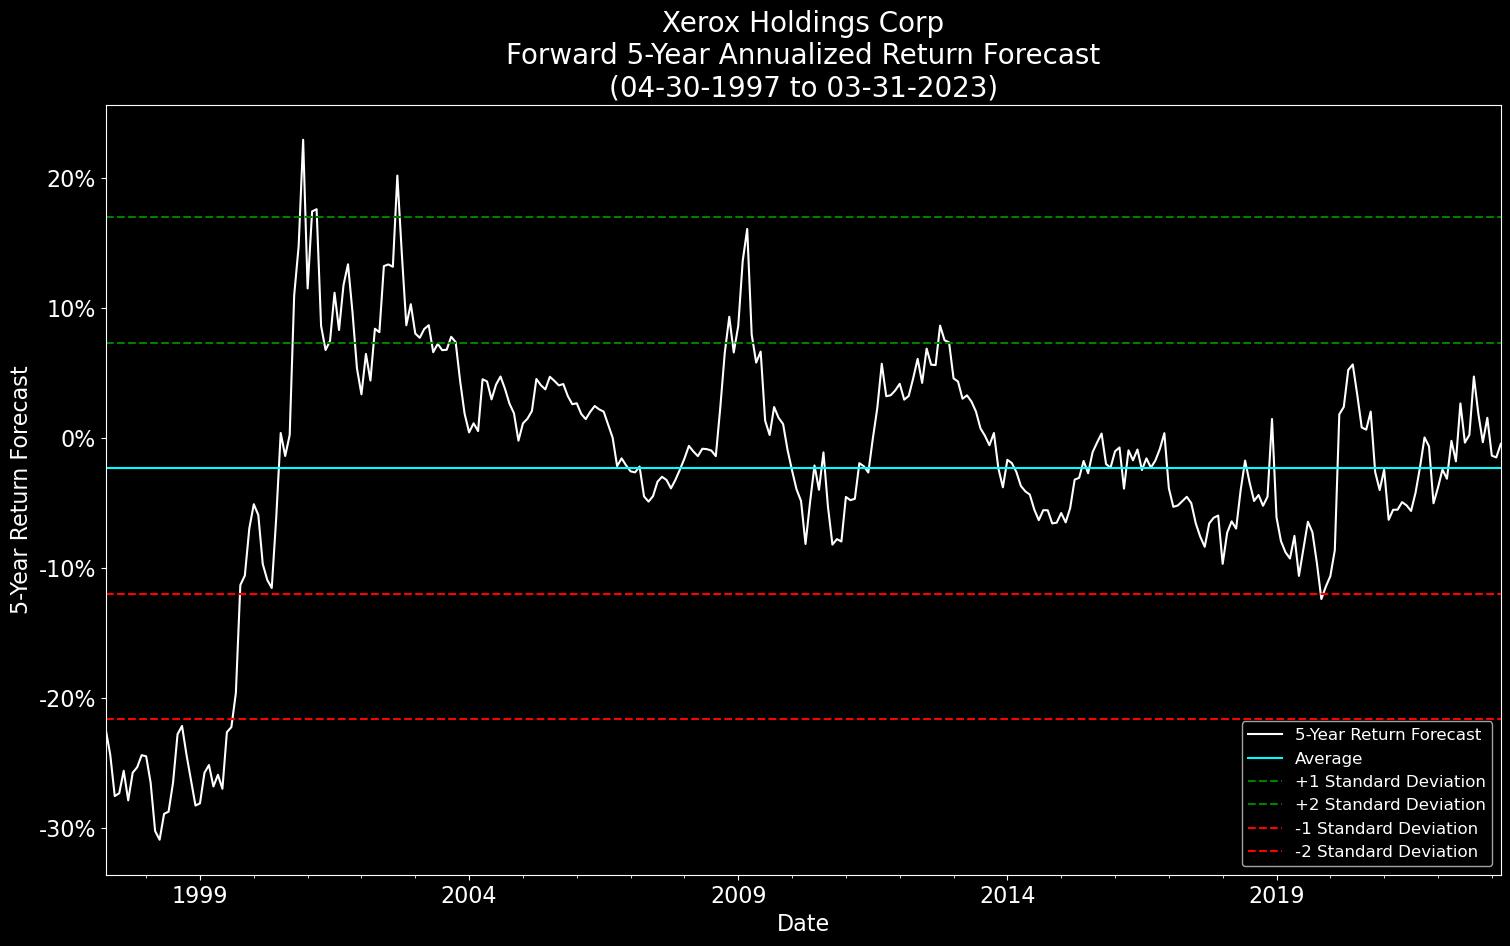 Xerox Holdings Corp
Forward 5-Year Annualized Return Forecast
(04-30-1997 to 03-31-2023)
5-Year Return Forecast
20%
10%
0%
-10%
-20%
-30%
5-Year Return Forecast
Average
+1 Standard Deviation
+2 Standard Deviation
-1 Standard Deviation
-2 Standard Deviation
1999
2004
2009
2014
2019
Date